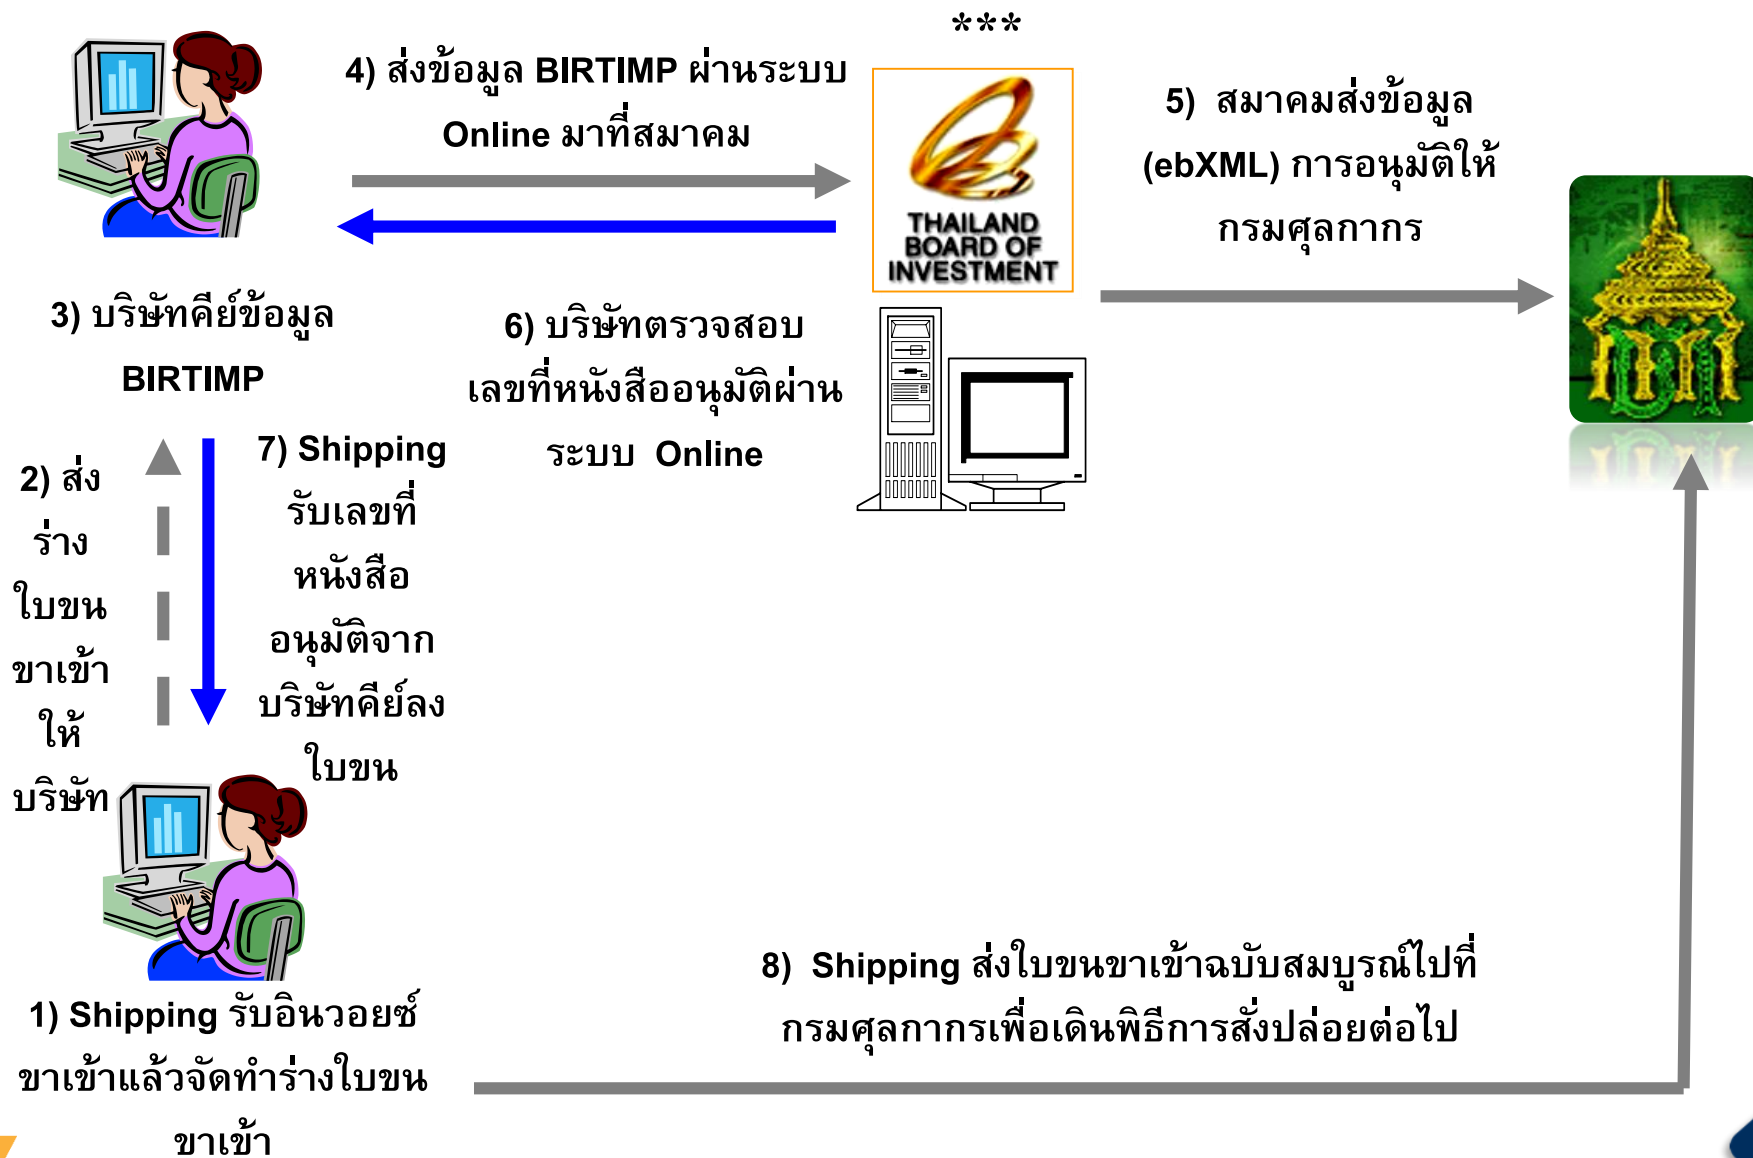 ***
4) ส่งข้อมูล BIRTIMP ผ่านระบบ
Online มาที่สมาคม
5) สมาคมส่งข้อมูล
(ebXML) การอนุมัติให้
กรมศุลกากร
THAILAND
BOARD OF
INVESTMENT
3) บริษัทคีย์ข้อมูล
BIRTIMP
6) บริษัทตรวจสอบ
เลขที่หนังสืออนุมัติผ่าน
ระบบ Online
2) ส่ง
ร่าง
ใบขน
ขาเข้า
ให้
บริษัท
7) Shipping
รับเลขที่
หนังสือ
อนุมัติจาก
บริษัทคีย์ลง
ใบขน
1) Shipping รับอินวอยซ์
ขาเข้าแล้วจัดทำร่างใบขน
ขาเข้า
8) Shipping ส่งใบขนขาเข้าฉบับสมบูรณ์ไปที่
กรมศุลกากรเพื่อเดินพิธีการสั่งปล่อยต่อไป